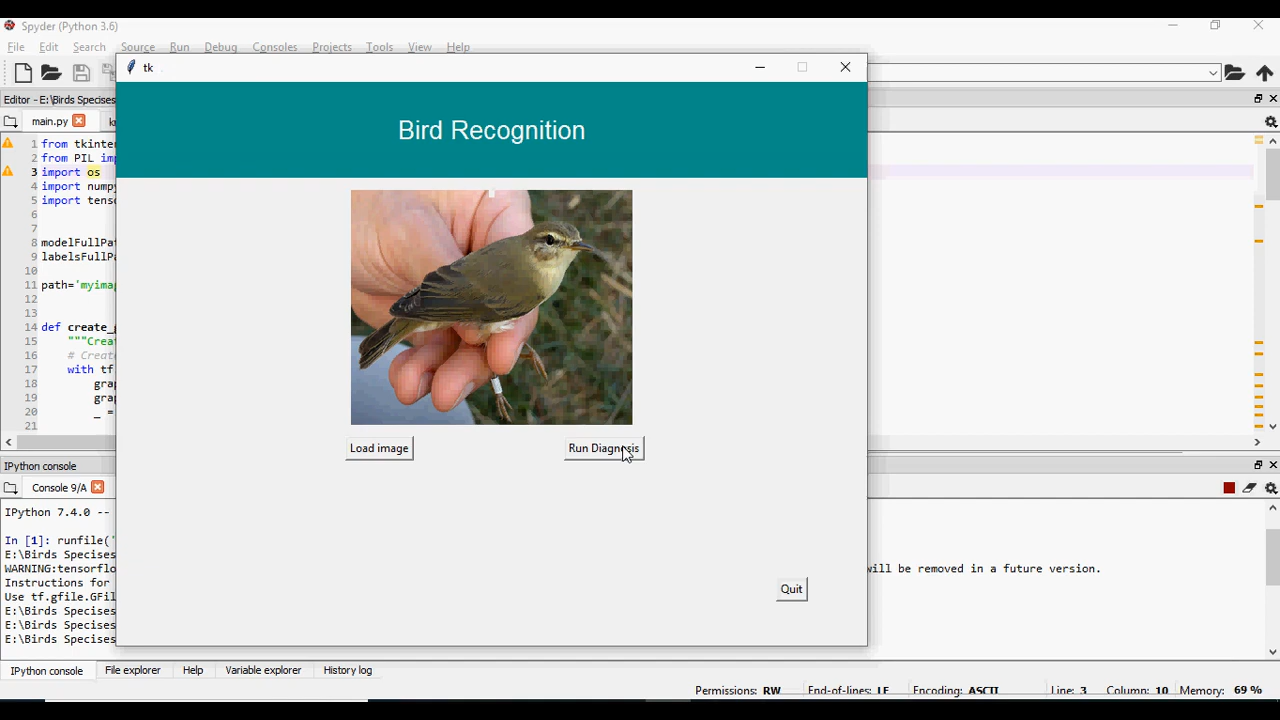 Spyder (Python 3.6)
File Edit Search Source Run Debug Consoles Projects Tools View Help
tk
Editor - E:\Birds Specises
main.py
Bird Recognition
1 from tkinter
2 from PIL imp
3 import os
4 import numpy
5 import tenso
6
7
8 modelFullPat
9 labelsFullPa
10
11 path='myimag
12
13
14 def create_g
15 """Creat
16 # Creat
17 with tf
18 grap
19 grap
20 _ =
21
Load image Run Diagnosis
IPython console
Console 9/A
IPython 7.4.0 --
In [1]: runfile('
E:\Birds Specises
WARNING:tensorflo will be removed in a future version.
Instructions for
Use tf.gfile.GFil
E:\Birds Specises
E:\Birds Specises
E:\Birds Specises
Quit
IPython console File explorer Help Variable explorer History log
Permissions: RW End-of-lines: LF Encoding: ASCII Line: 3 Column: 10 Memory: 69 %